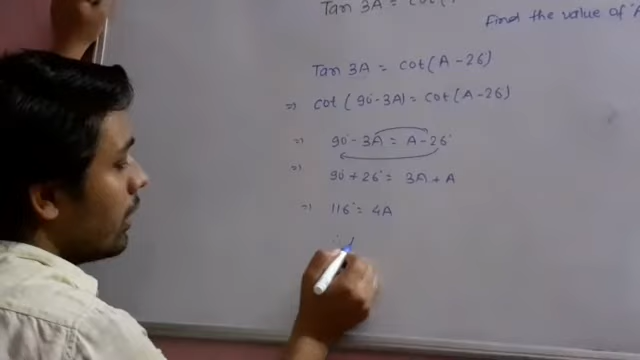 Tan 3A = cot(
Find the value of 'A
Tan 3A = cot(A-26°)
⇒ cot(90°-3A) = cot(A-26°)
⇒ 90°-3A = A-26°
⇒ 90°+26° = 3A+A
⇒ 116° = 4A